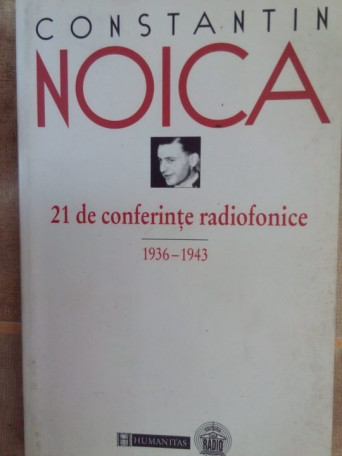 CONSTANTIN
NOICA
21 de conferințe radiofonice
1936–1943
HUMANITAS
RADIO